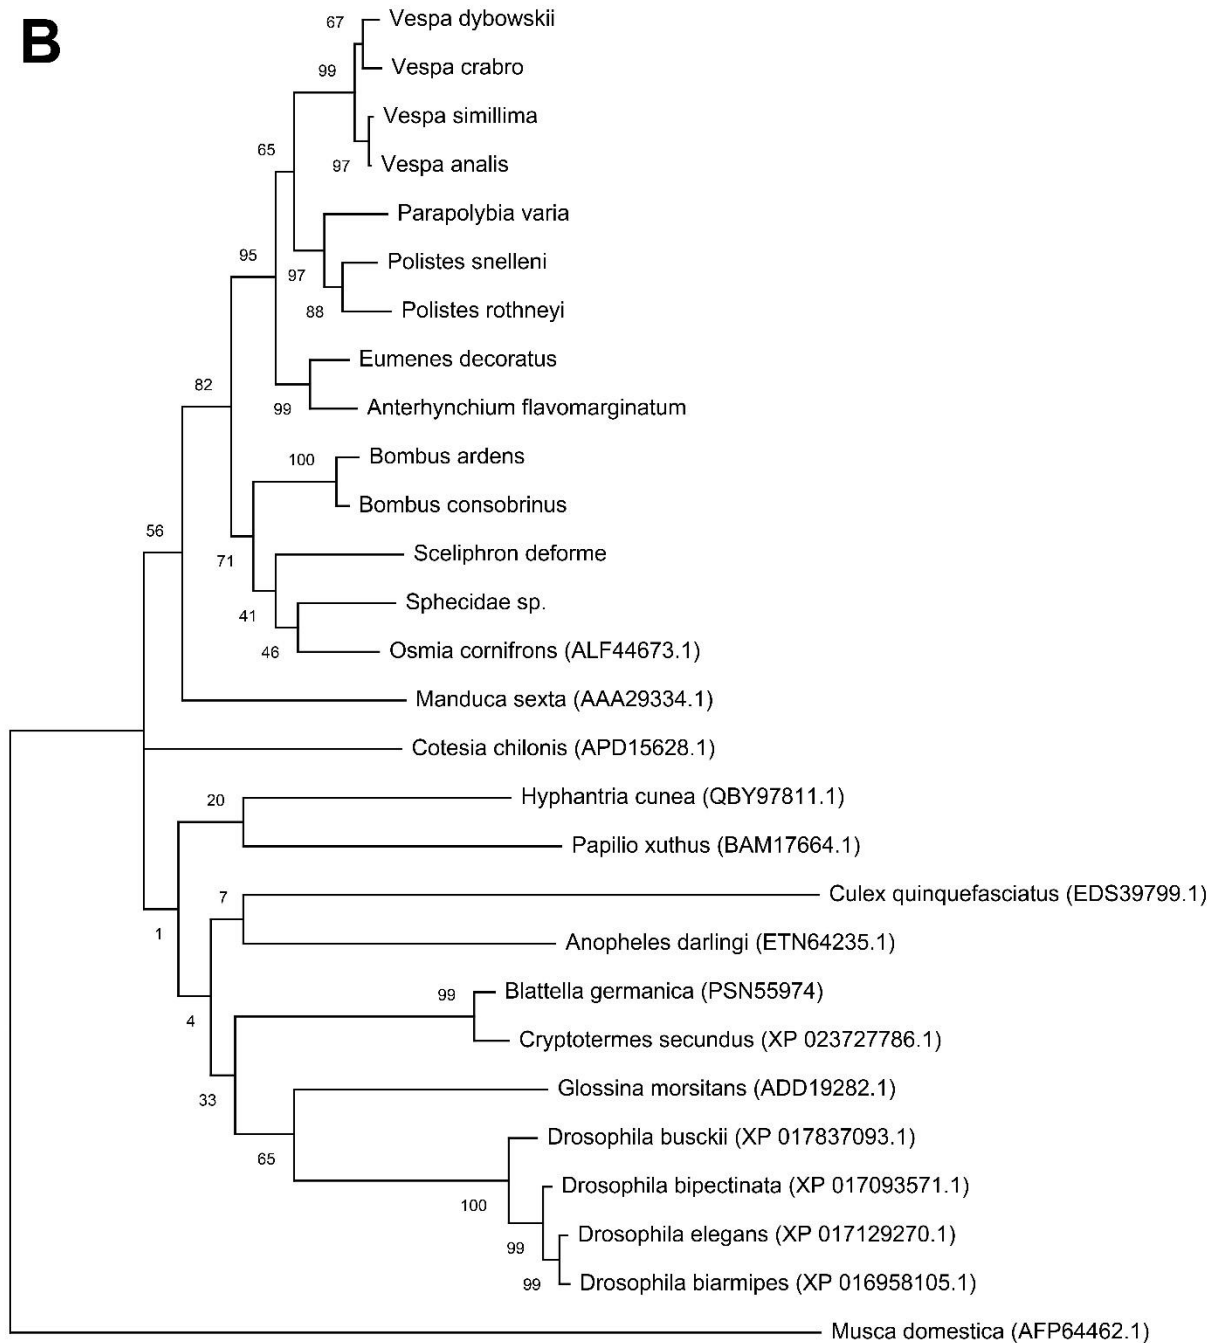 B
67
Vespa dybowskii
99
Vespa crabro
Vespa simillima
65
97
Vespa analis
Parapolybia varia
95
97
Polistes snelleni
88
Polistes rothneyi
Eumenes decoratus
82
99
Anterhynchium flavomarginatum
100
Bombus ardens
Bombus consobrinus
56
71
Sceliphron deforme
41
Sphecidae sp.
46
Osmia cornifrons (ALF44673.1)
Manduca sexta (AAA29334.1)
Cotesia chilonis (APD15628.1)
20
Hyphantria cunea (QBY97811.1)
Papilio xuthus (BAM17664.1)
7
Culex quinquefasciatus (EDS39799.1)
1
Anopheles darlingi (ETN64235.1)
99
Blattella germanica (PSN55974)
4
Cryptotermes secundus (XP 023727786.1)
33
Glossina morsitans (ADD19282.1)
Drosophila busckii (XP 017837093.1)
65
Drosophila bipectinata (XP 017093571.1)
100
Drosophila elegans (XP 017129270.1)
99
99
Drosophila biarmipes (XP 016958105.1)
Musca domestica (AFP64462.1)